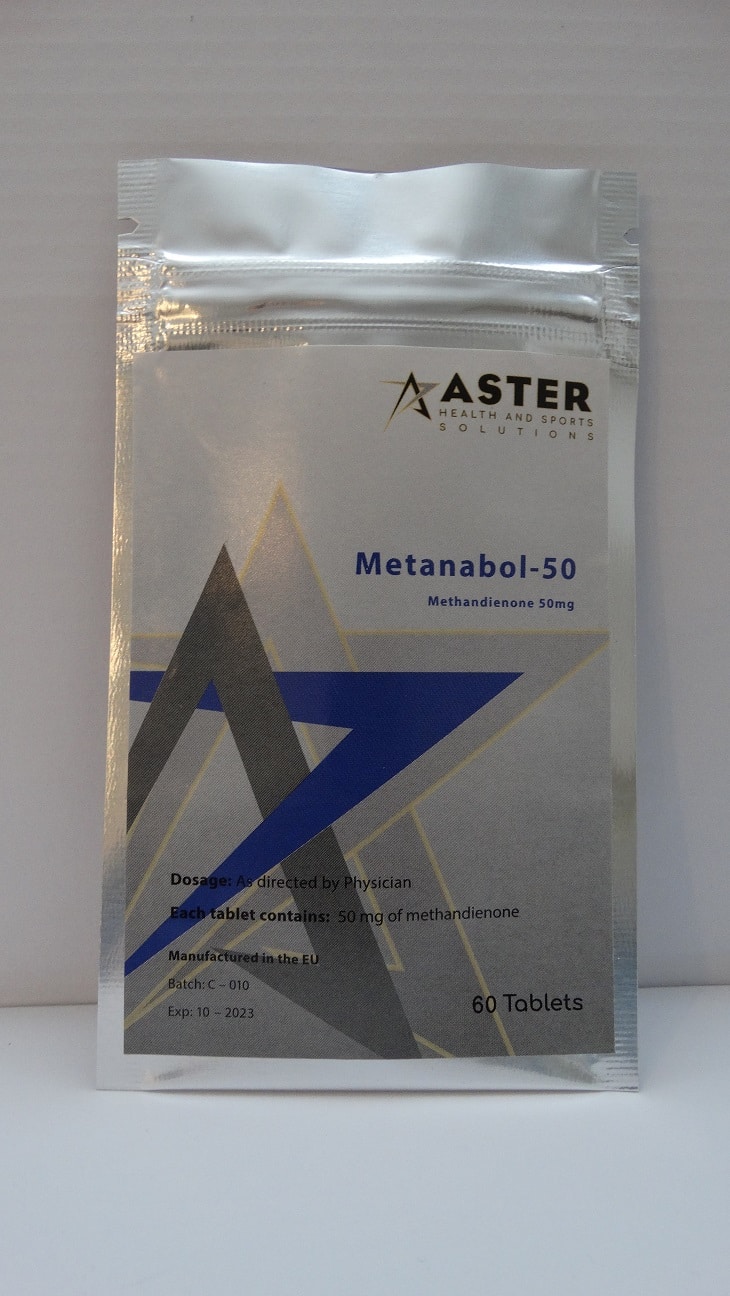 ASTER
HEALTH AND SPORTS
SOLUTIONS
Metanabol-50
Methandienone 50mg
Dosage: As directed by Physician
Each tablet contains: 50 mg of methandienone
Manufactured in the EU
Batch: C – 010
Exp: 10 – 2023
60 Tablets